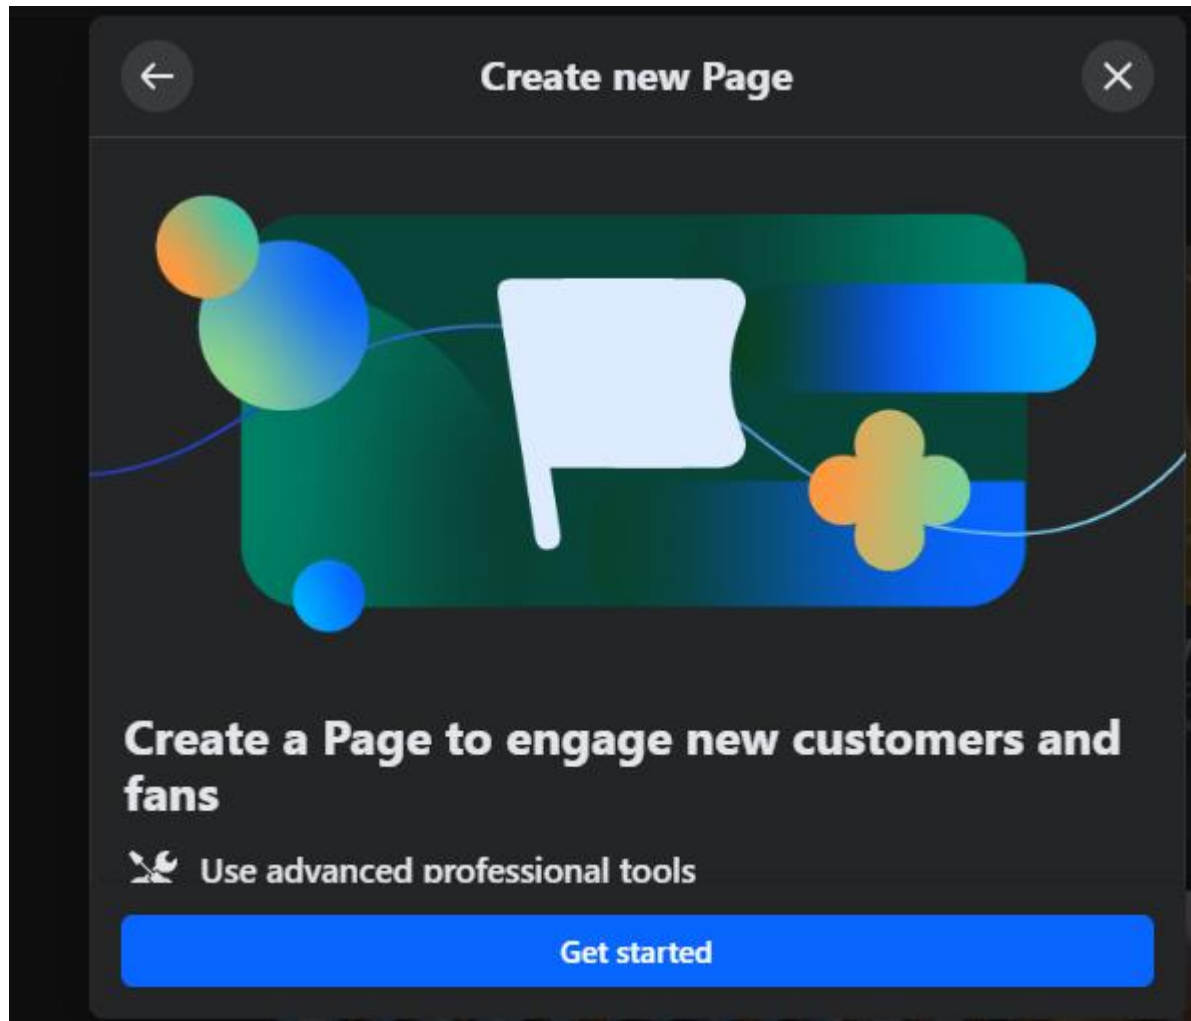 Create new Page
Create a Page to engage new customers and
fans
Use advanced professional tools
Get started